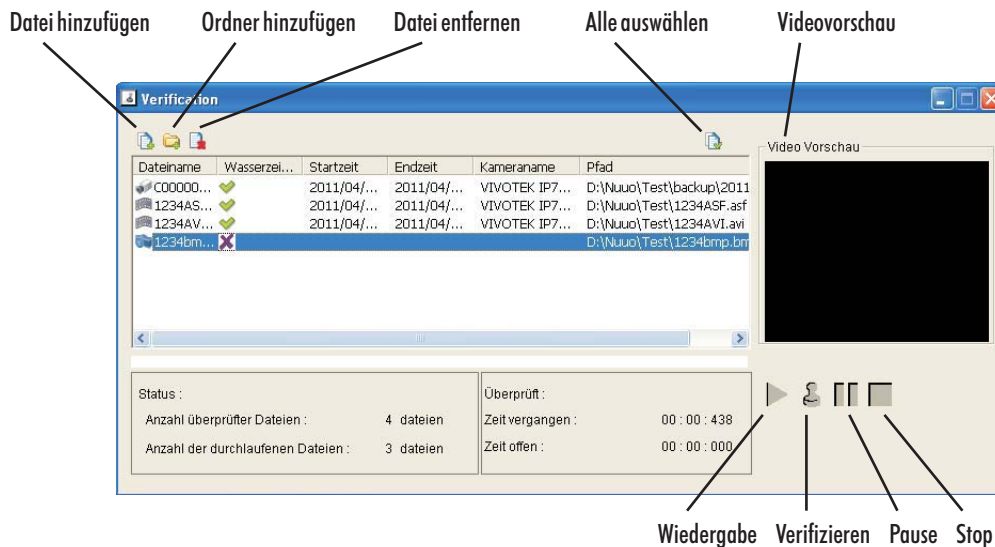 Datei hinzufügen Ordner hinzufügen Datei entfernen Alle auswählen Videovorschau
Verification
Video Vorschau
Dateiname Wasserzei... Startzeit Endzeit Kameraname Pfad
C00000... 2011/04/... 2011/04/... VIVOTEK IP7... D:\Nuuo\Test\backup\2011
1234AS... 2011/04/... 2011/04/... VIVOTEK IP7... D:\Nuuo\Test\1234ASF.asf
1234AV... 2011/04/... 2011/04/... VIVOTEK IP7... D:\Nuuo\Test\1234AVI.avi
1234bm... D:\Nuuo\Test\1234bmp.bm
Status :
Anzahl überprüfter Dateien : 4 dateien
Anzahl der durchlaufenen Dateien : 3 dateien
Überprüft :
Zeit vergangen : 00 : 00 : 438
Zeit offen : 00 : 00 : 000
Wiedergabe Verifizieren Pause Stop